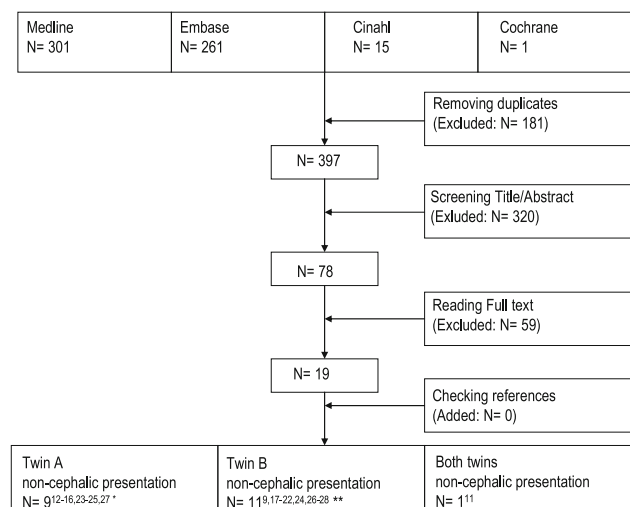 Medline
N= 301
Embase
N= 261
Cinahl
N= 15
Cochrane
N= 1
Removing duplicates
(Excluded: N= 181)
N= 397
Screening Title/Abstract
(Exluded: N= 320)
N= 78
Reading Full text
(Excluded: N= 59)
N= 19
Checking references
(Added: N= 0)
Twin A
non-cephalic presentation
N= 912-16,23-25,27 *
Twin B
non-cephalic presentation
N= 119,17-22,24,26-28 **
Both twins
non-cephalic presentation
N= 111